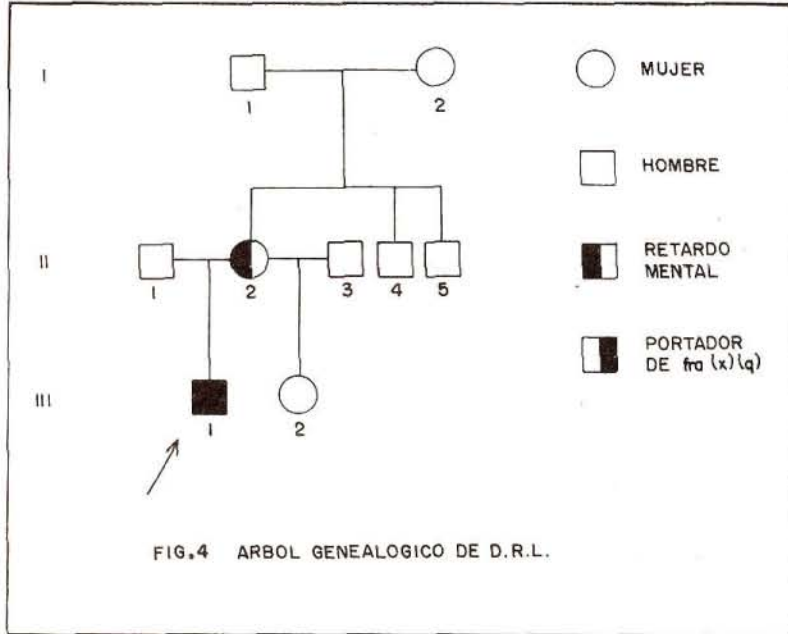 I
1
2
MUJER
HOMBRE
II
1
2
3
4
5
RETARDO
MENTAL
PORTADOR
DE fra (x)(q)
III
1
2
FIG.4 ARBOL GENEALOGICO DE D.R.L.